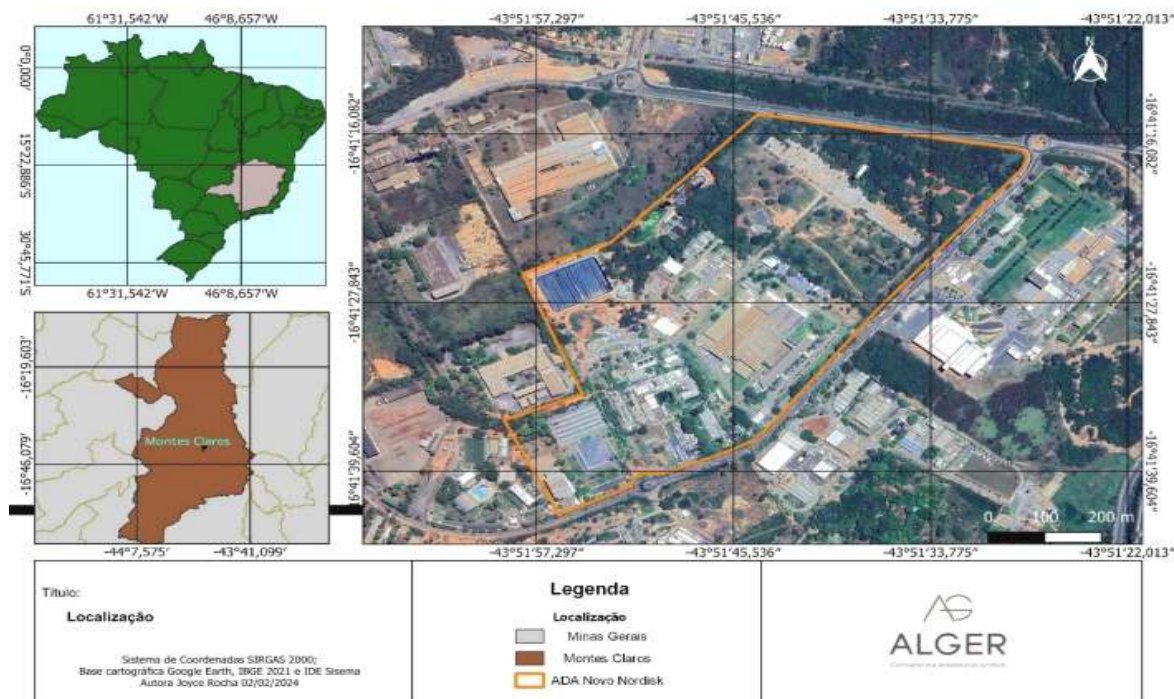 61°31,542'W 46°8,657'W
0°0,000'
15°22,886'S
30°45,771'S
61°31,542'W 46°8,657'W
-16°19,603'
Montes Claros
-16°46,079'
-44°7,575' -43°41,099'
-43°51'57,297" -43°51'45,536" -43°51'33,775" -43°51'22,013"
N
-16°41'16,082" -16°41'16,082"
-16°41'27,843" -16°41'27,843"
-16°41'39,604" -16°41'39,604"
0 100 200 m
-43°51'57,297" -43°51'45,536" -43°51'33,775" -43°51'22,013"
Título:
Localização
Sistema de Coordenadas SIRGAS 2000;
Base cartográfica Google Earth, IBGE 2021 e IDE Sisema
Autora Joyce Rocha 02/02/2024
Legenda
Localização
Minas Gerais
Montes Claros
ADA Novo Nordisk
ALGER